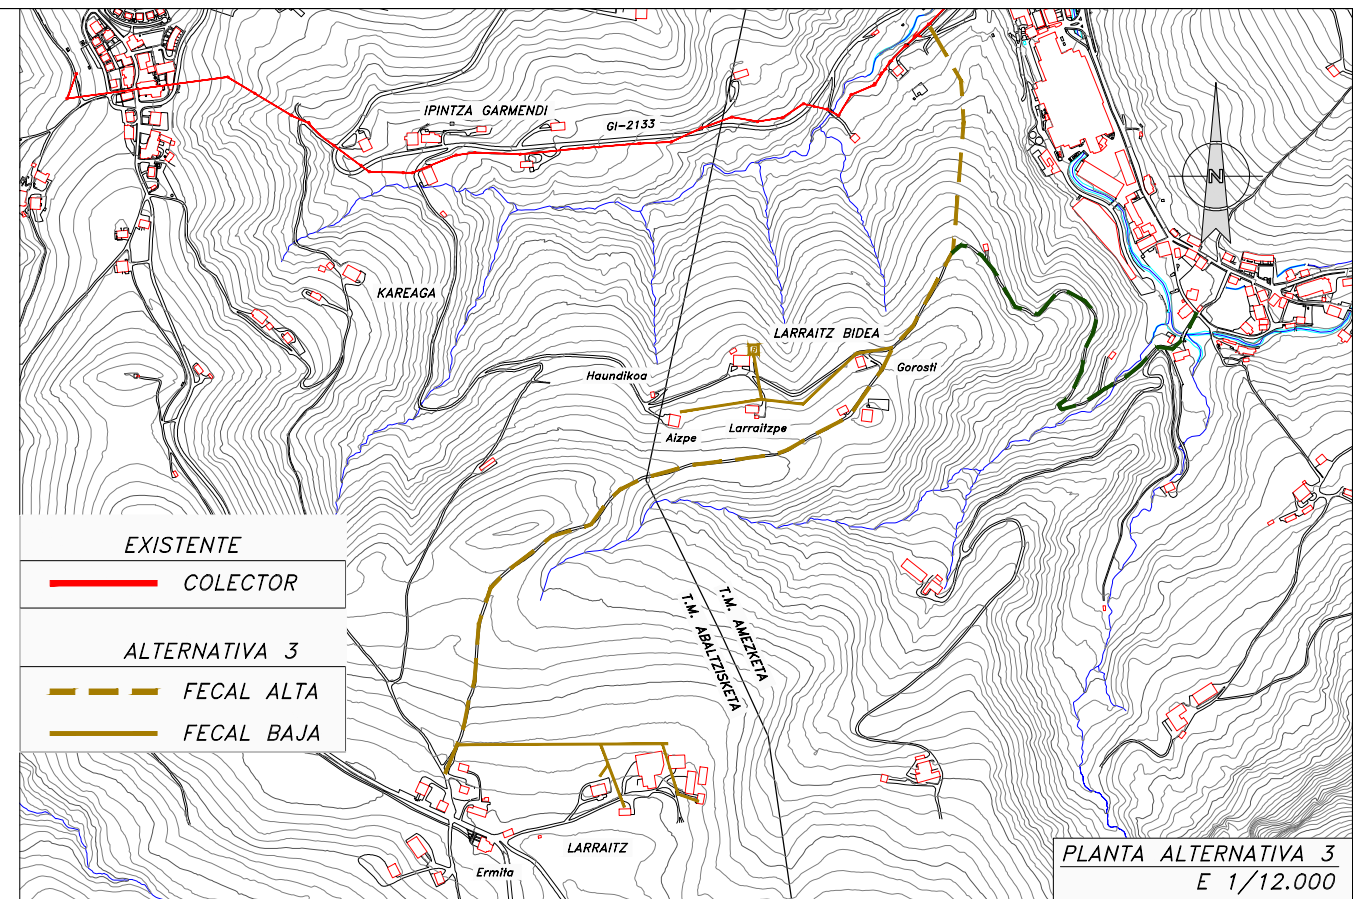 IPINTZA GARMENDI
GI-2133
N
KAREAGA
LARRAITZ BIDEA
Haundikoa
Gorosti
Aizpe
Larraitzpe
EXISTENTE
COLECTOR
T.M. AMEZKETA
T.M. ABALTZISKETA
ALTERNATIVA 3
FECAL ALTA
FECAL BAJA
LARRAITZ
Ermita
PLANTA ALTERNATIVA 3
E 1/12.000